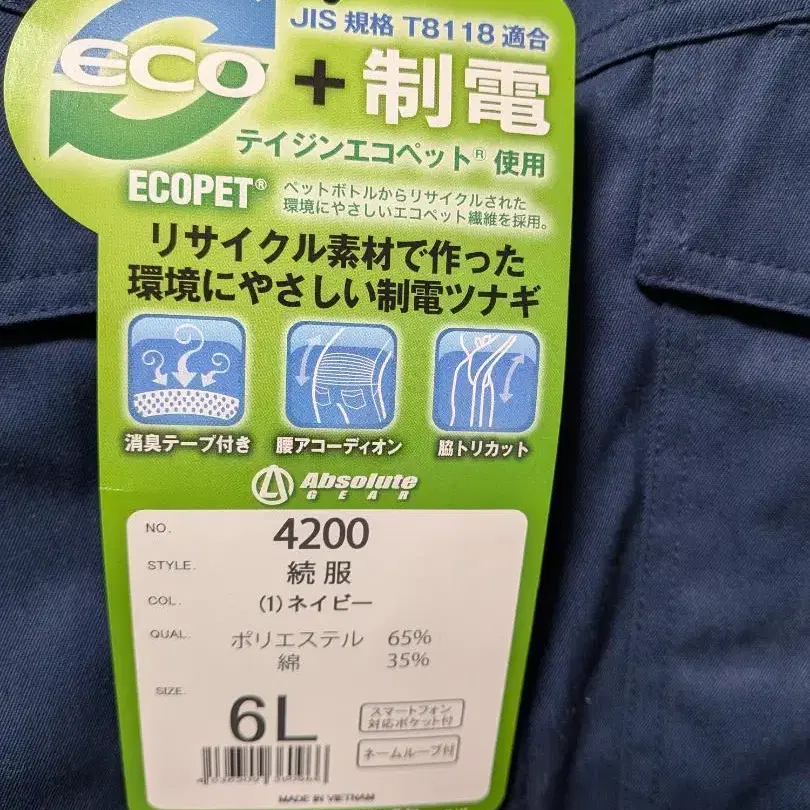 JIS 規格 T8118 適合
ECO + 制電
テイジンエコペット® 使用
ECOPET®
ペットボトルからリサイクルされた
環境にやさしいエコペット繊維を採用。
リサイクル素材で作った
環境にやさしい制電ツナギ
消臭テープ付き 腰アコーディオン 脇トリカット
Absolute
GEAR
NO. 4200
STYLE. 続服
COL. (1)ネイビー
QUAL. ポリエステル 65%
綿 35%
SIZE. 6L
スマートフォン
対応ポケット付
ネームループ付
MADE IN VIETNAM